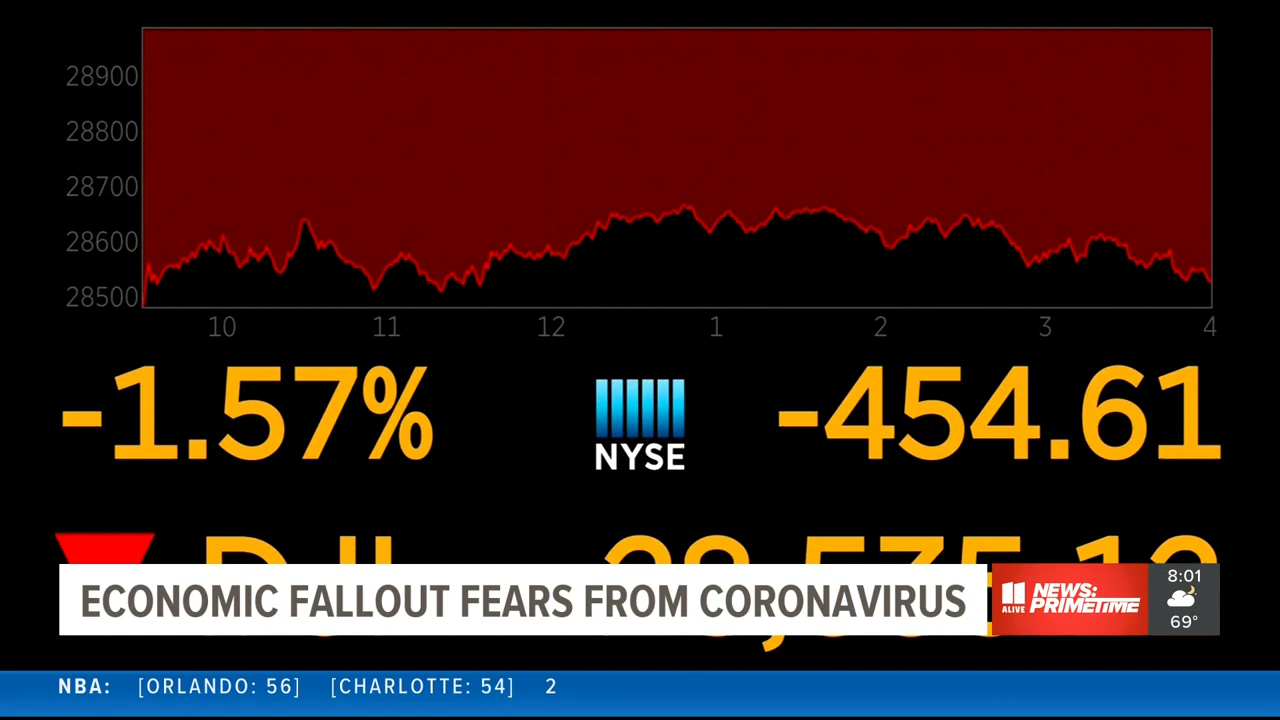 28900
28800
28700
28600
28500
10 11 12 1 2 3 4
-1.57% NYSE -454.61
ECONOMIC FALLOUT FEARS FROM CORONAVIRUS
11 ALIVE NEWS: PRIMETIME
8:01
69°
NBA: [ORLANDO: 56] [CHARLOTTE: 54] 2